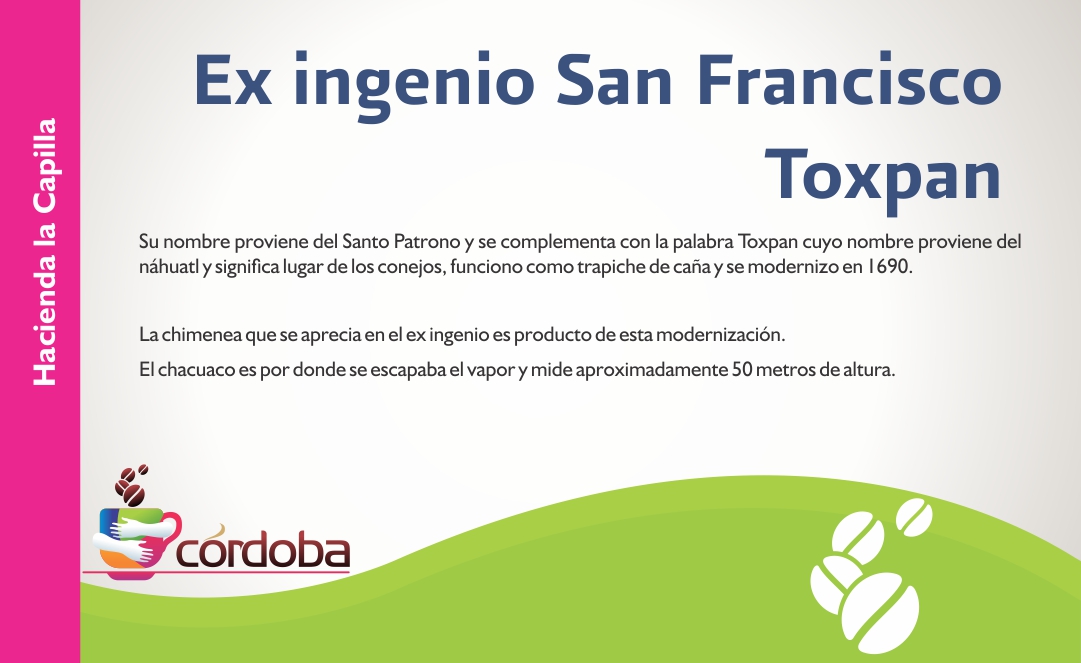 Hacienda la Capilla
Ex ingenio San Francisco
Toxpan
Su nombre proviene del Santo Patrono y se complementa con la palabra Toxpan cuyo nombre proviene del
náhuatl y significa lugar de los conejos, funciono como trapiche de caña y se modernizo en 1690.
La chimenea que se aprecia en el ex ingenio es producto de esta modernización.
El chacuaco es por donde se escapaba el vapor y mide aproximadamente 50 metros de altura.
córdoba